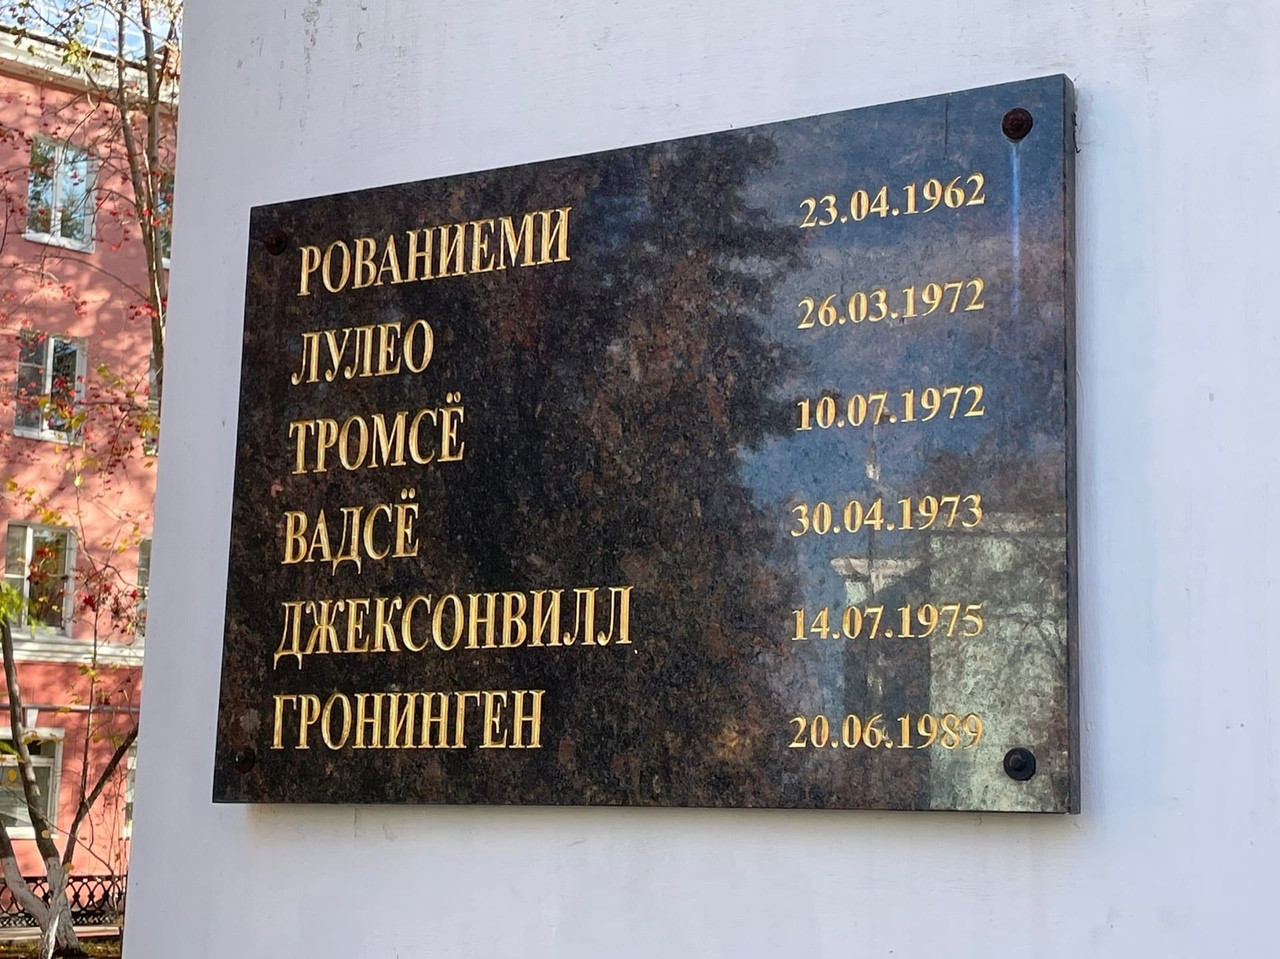 РОВАНИЕМИ 23.04.1962
ЛУЛЕО 26.03.1972
ТРОМСЁ 10.07.1972
ВАДСЁ 30.04.1973
ДЖЕКСОНВИЛЛ 14.07.1975
ГРОНИНГЕН 20.06.1989